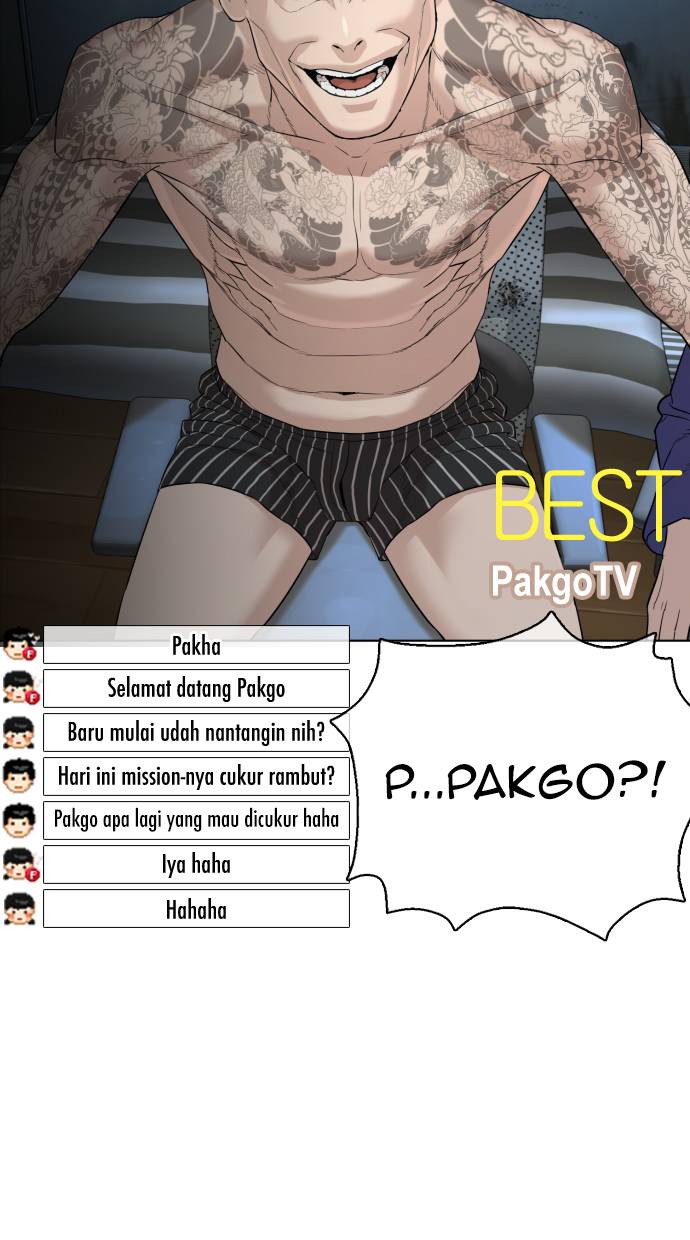 BEST
PakgoTV
Pakha
Selamat datang Pakgo
Baru mulai udah nantangin nih?
Hari ini mission-nya cukur rambut?
Pakgo apa lagi yang mau dicukur haha
Iya haha
Hahaha
P...PAKGO?!
F
F
F